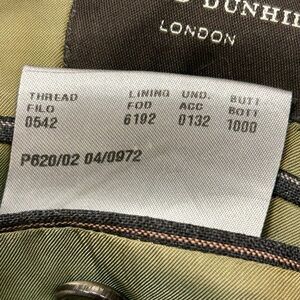 DUNHIL
LONDON
THREAD LINING UND. BUTT
FILO FOD ACC BOTT
0542 6192 0132 1000
P620/02 04/0972